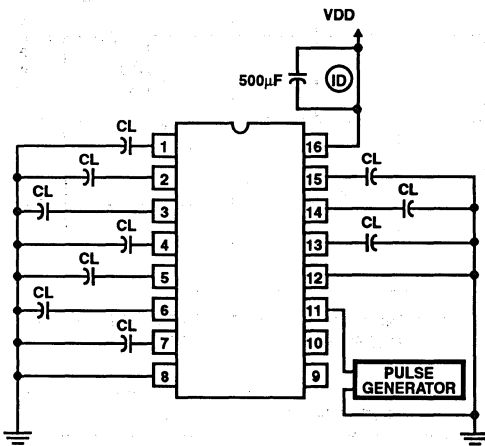 VDD
500μF
ID
CL
1
16
CL
CL
2
15
CL
CL
3
14
CL
CL
4
13
CL
5
12
CL
6
11
CL
7
10
8
9
PULSE
GENERATOR